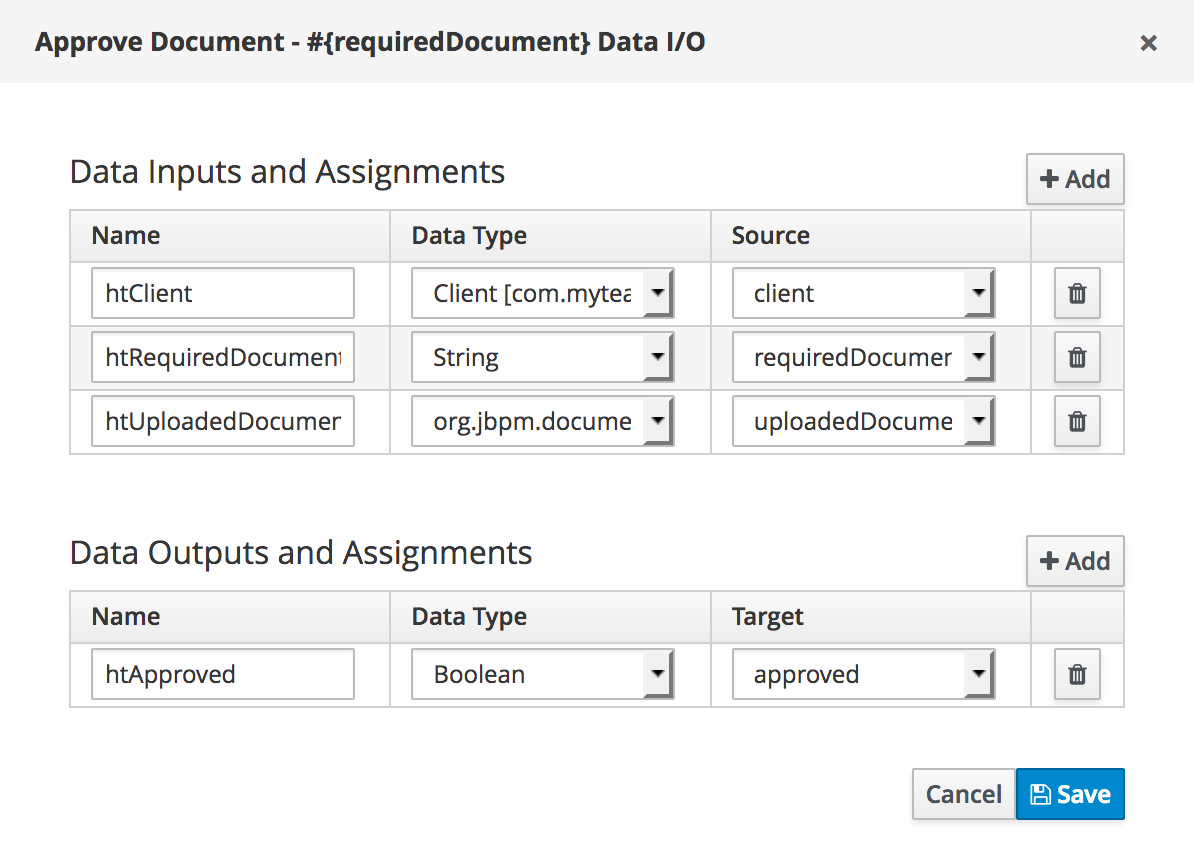 Approve Document - #{requiredDocument} Data I/O
Data Inputs and Assignments
Add
Name Data Type Source
htClient Client [com.mytea client
htRequiredDocument String requiredDocumer
htUploadedDocumer org.jbpm.docume uploadedDocume
Data Outputs and Assignments
Add
Name Data Type Target
htApproved Boolean approved
Cancel Save